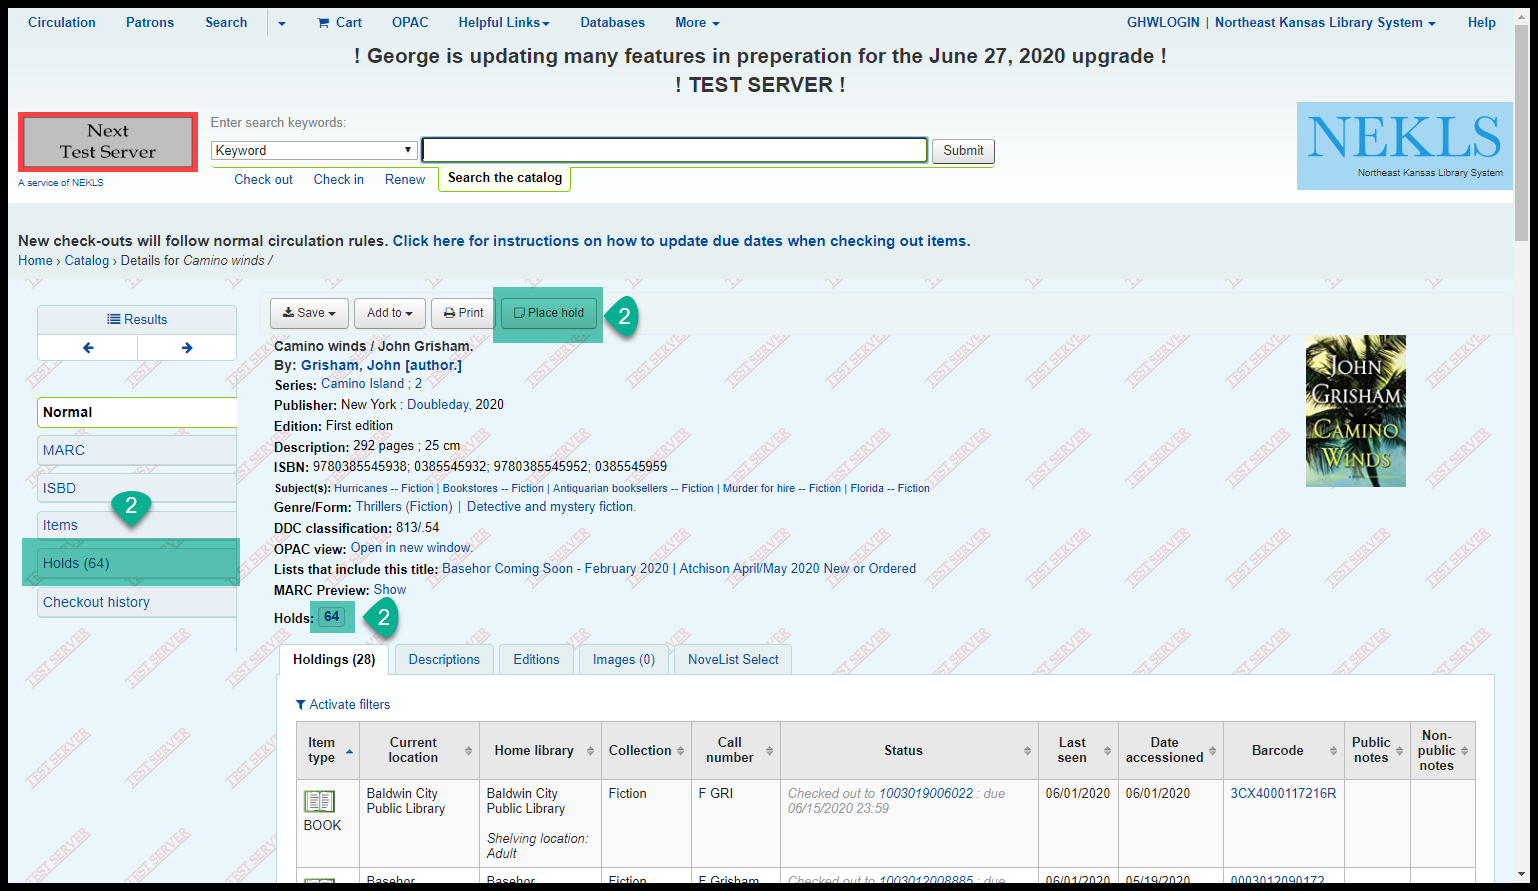 Circulation Patrons Search Cart OPAC Helpful Links Databases More GHWLOGIN | Northeast Kansas Library System Help
! George is updating many features in preperation for the June 27, 2020 upgrade !
! TEST SERVER !
Next
Test Server
A service of NEKLS
Enter search keywords:
Keyword Submit
Check out Check in Renew Search the catalog
NEKLS
Northeast Kansas Library System
New check-outs will follow normal circulation rules. Click here for instructions on how to update due dates when checking out items.
Home › Catalog › Details for Camino winds /
Results
Normal
MARC
ISBD
2
Items
Holds (64)
Checkout history
Save Add to Print Place hold 2
Camino winds / John Grisham.
By: Grisham, John [author.]
Series: Camino Island ; 2
Publisher: New York : Doubleday, 2020
Edition: First edition
Description: 292 pages ; 25 cm
ISBN: 9780385545938; 0385545932; 9780385545952; 0385545959
Subject(s): Hurricanes -- Fiction | Bookstores -- Fiction | Antiquarian booksellers -- Fiction | Murder for hire -- Fiction | Florida -- Fiction
Genre/Form: Thrillers (Fiction) | Detective and mystery fiction.
DDC classification: 813/.54
OPAC view: Open in new window.
Lists that include this title: Basehor Coming Soon - February 2020 | Atchison April/May 2020 New or Ordered
MARC Preview: Show
Holds: 64 2
JOHN
GRISHAM
CAMINO
WINDS
TEST SERVER
Holdings (28) Descriptions Editions Images (0) NoveList Select
Activate filters
Item type Current location Home library Collection Call number Status Last seen Date accessioned Barcode Public notes Non-public notes
BOOK Baldwin City Public Library Baldwin City Public Library Fiction F GRI Checked out to 1003019006022 : due 06/15/2020 23:59 06/01/2020 06/01/2020 3CX4000117216R
Shelving location: Adult
Basehor Basehor Fiction F Grisham Checked out to 1003012008885 : due 06/01/2020 05/19/2020 0003012090172